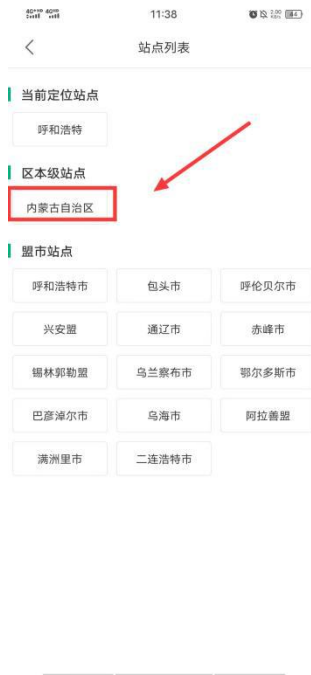 11:38
站点列表
当前定位站点
呼和浩特
区本级站点
内蒙古自治区
盟市站点
呼和浩特市 包头市 呼伦贝尔市
兴安盟 通辽市 赤峰市
锡林郭勒盟 乌兰察布市 鄂尔多斯市
巴彦淖尔市 乌海市 阿拉善盟
满洲里市 二连浩特市